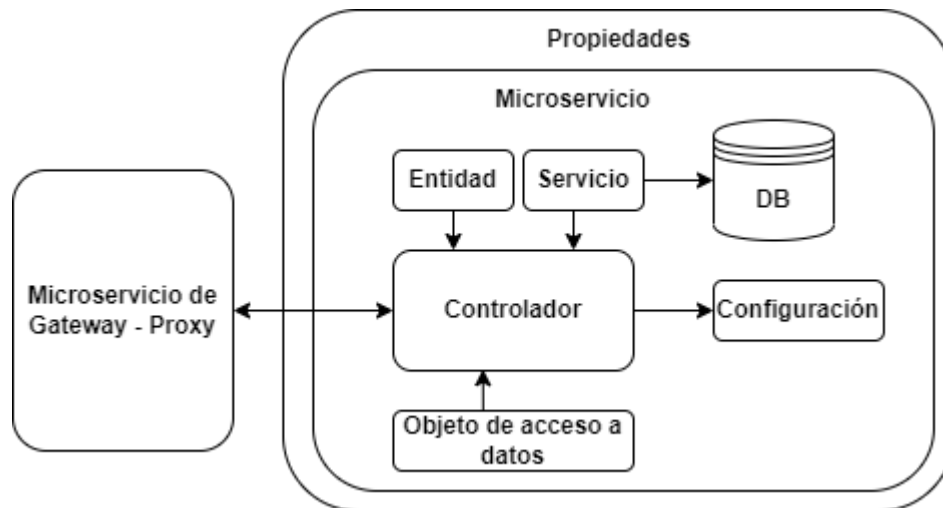 Propiedades
Microservicio
Entidad
Servicio
DB
Microservicio de
Gateway - Proxy
Controlador
Configuración
Objeto de acceso a
datos